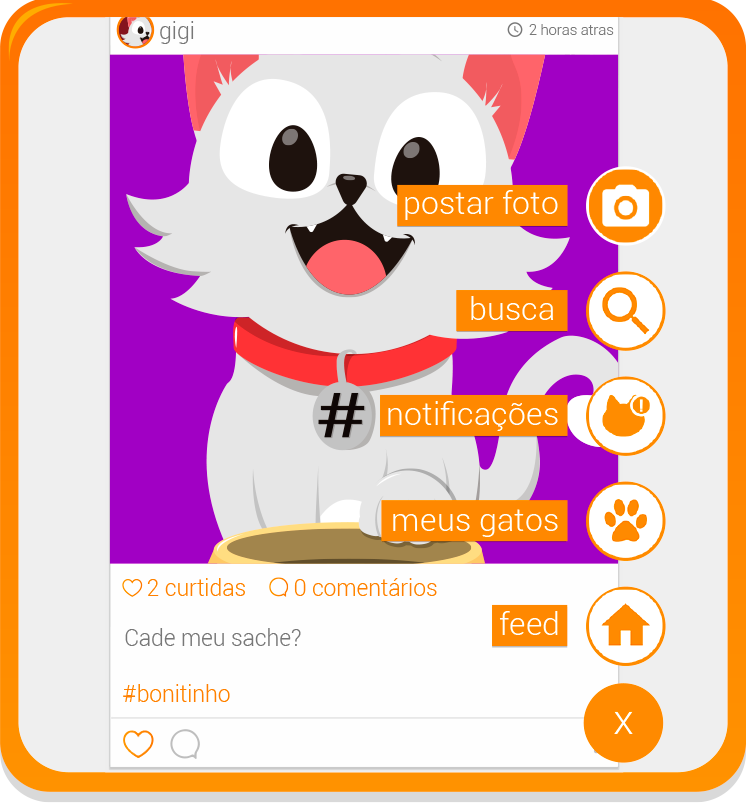 gigi
2 horas atras
postar foto
busca
#
notificações
meus gatos
2 curtidas 0 comentários
feed
Cade meu sache?
#bonitinho
X